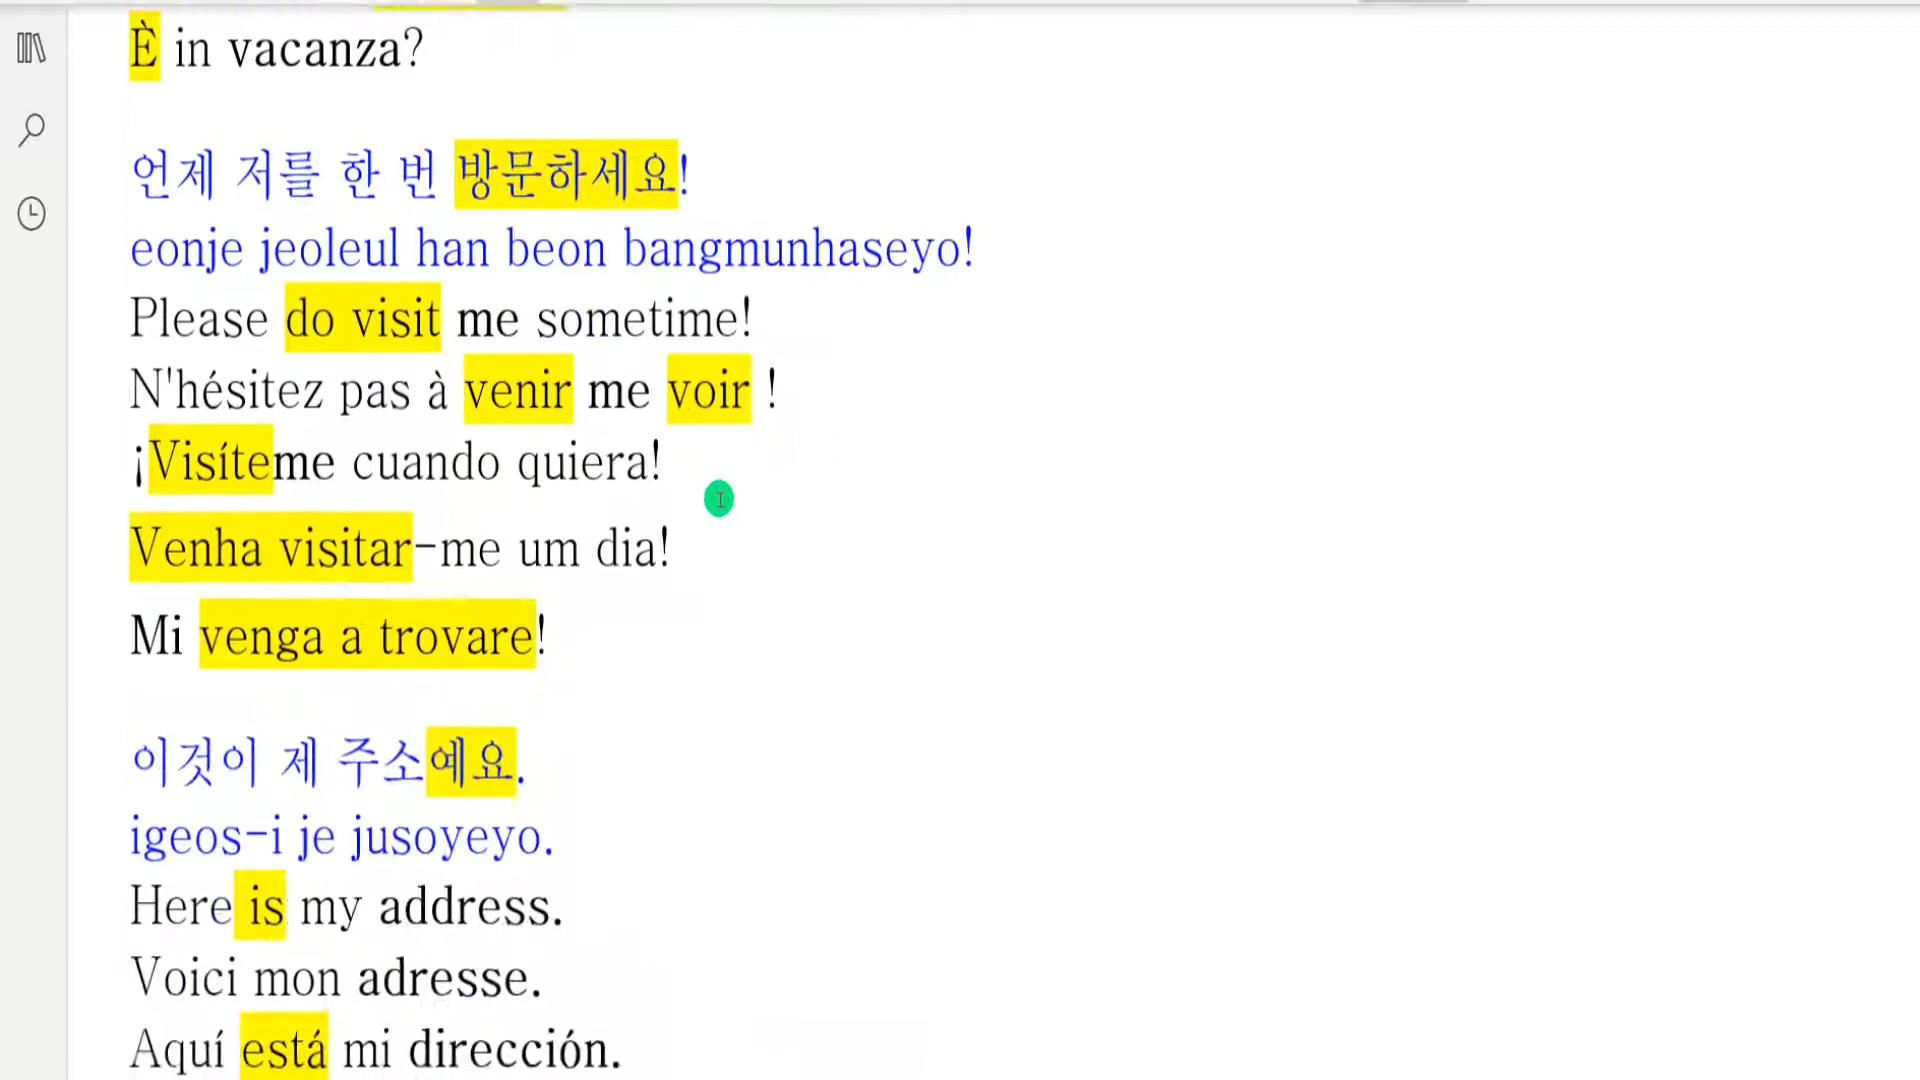 È in vacanza?
언제 저를 한 번 방문하세요!
eonje jeoleul han beon bangmunhaseyo!
Please do visit me sometime!
N'hésitez pas à venir me voir !
¡Visíteme cuando quiera!
Venha visitar-me um dia!
Mi venga a trovare!
이것이 제 주소예요.
igeos-i je jusoyeyo.
Here is my address.
Voici mon adresse.
Aquí está mi dirección.